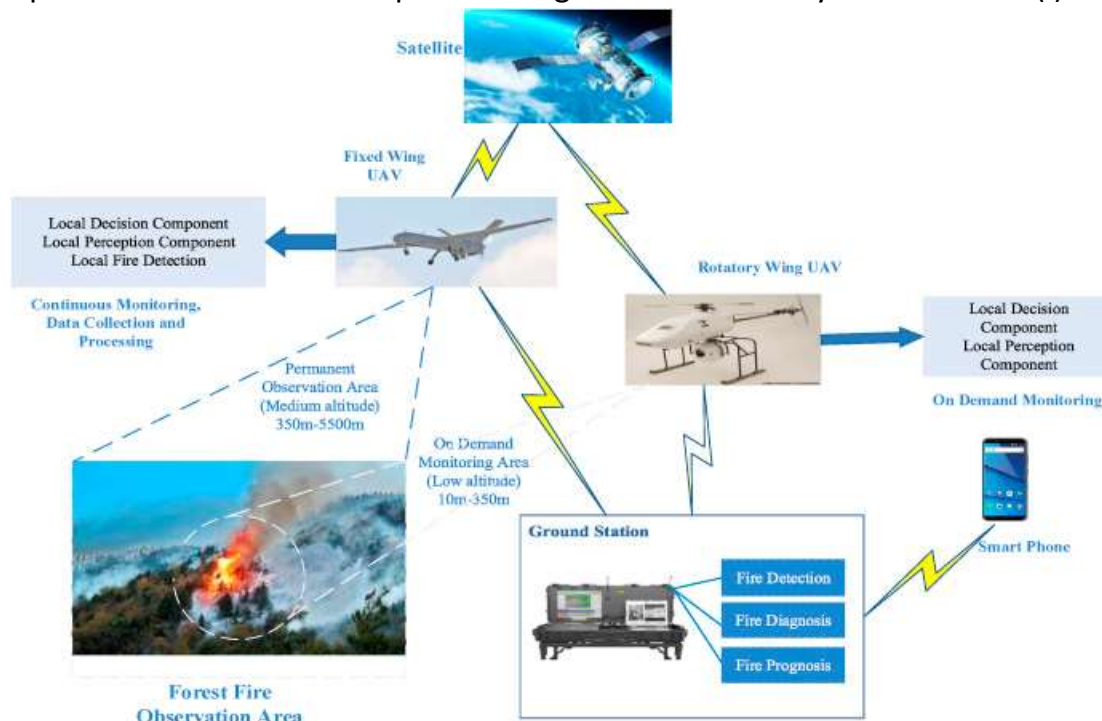 Satellite
Fixed Wing
UAV
Local Decision Component
Local Perception Component
Local Fire Detection
Continuous Monitoring,
Data Collection and
Processing
Rotatory Wing UAV
Local Decision
Component
Local Perception
Component
On Demand Monitoring
Permanent
Observation Area
(Medium altitude)
350m-5500m
On Demand
Monitoring Area
(Low altitude)
10m-350m
Ground Station
Fire Detection
Fire Diagnosis
Fire Prognosis
Smart Phone
Forest Fire
Observation Area